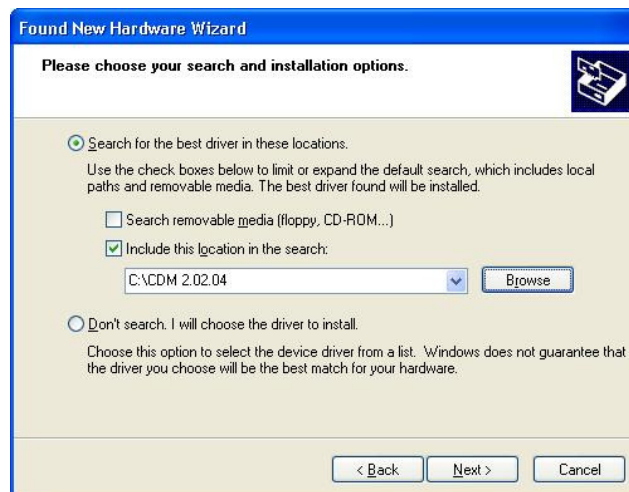 Found New Hardware Wizard
Please choose your search and installation options.
Search for the best driver in these locations.
Use the check boxes below to limit or expand the default search, which includes local
paths and removable media. The best driver found will be installed.
Search removable media (floppy, CD-ROM...)
Include this location in the search:
C:\CDM 2.02.04
Browse
Don't search. I will choose the driver to install.
Choose this option to select the device driver from a list. Windows does not guarantee that
the driver you choose will be the best match for your hardware.
< Back Next > Cancel